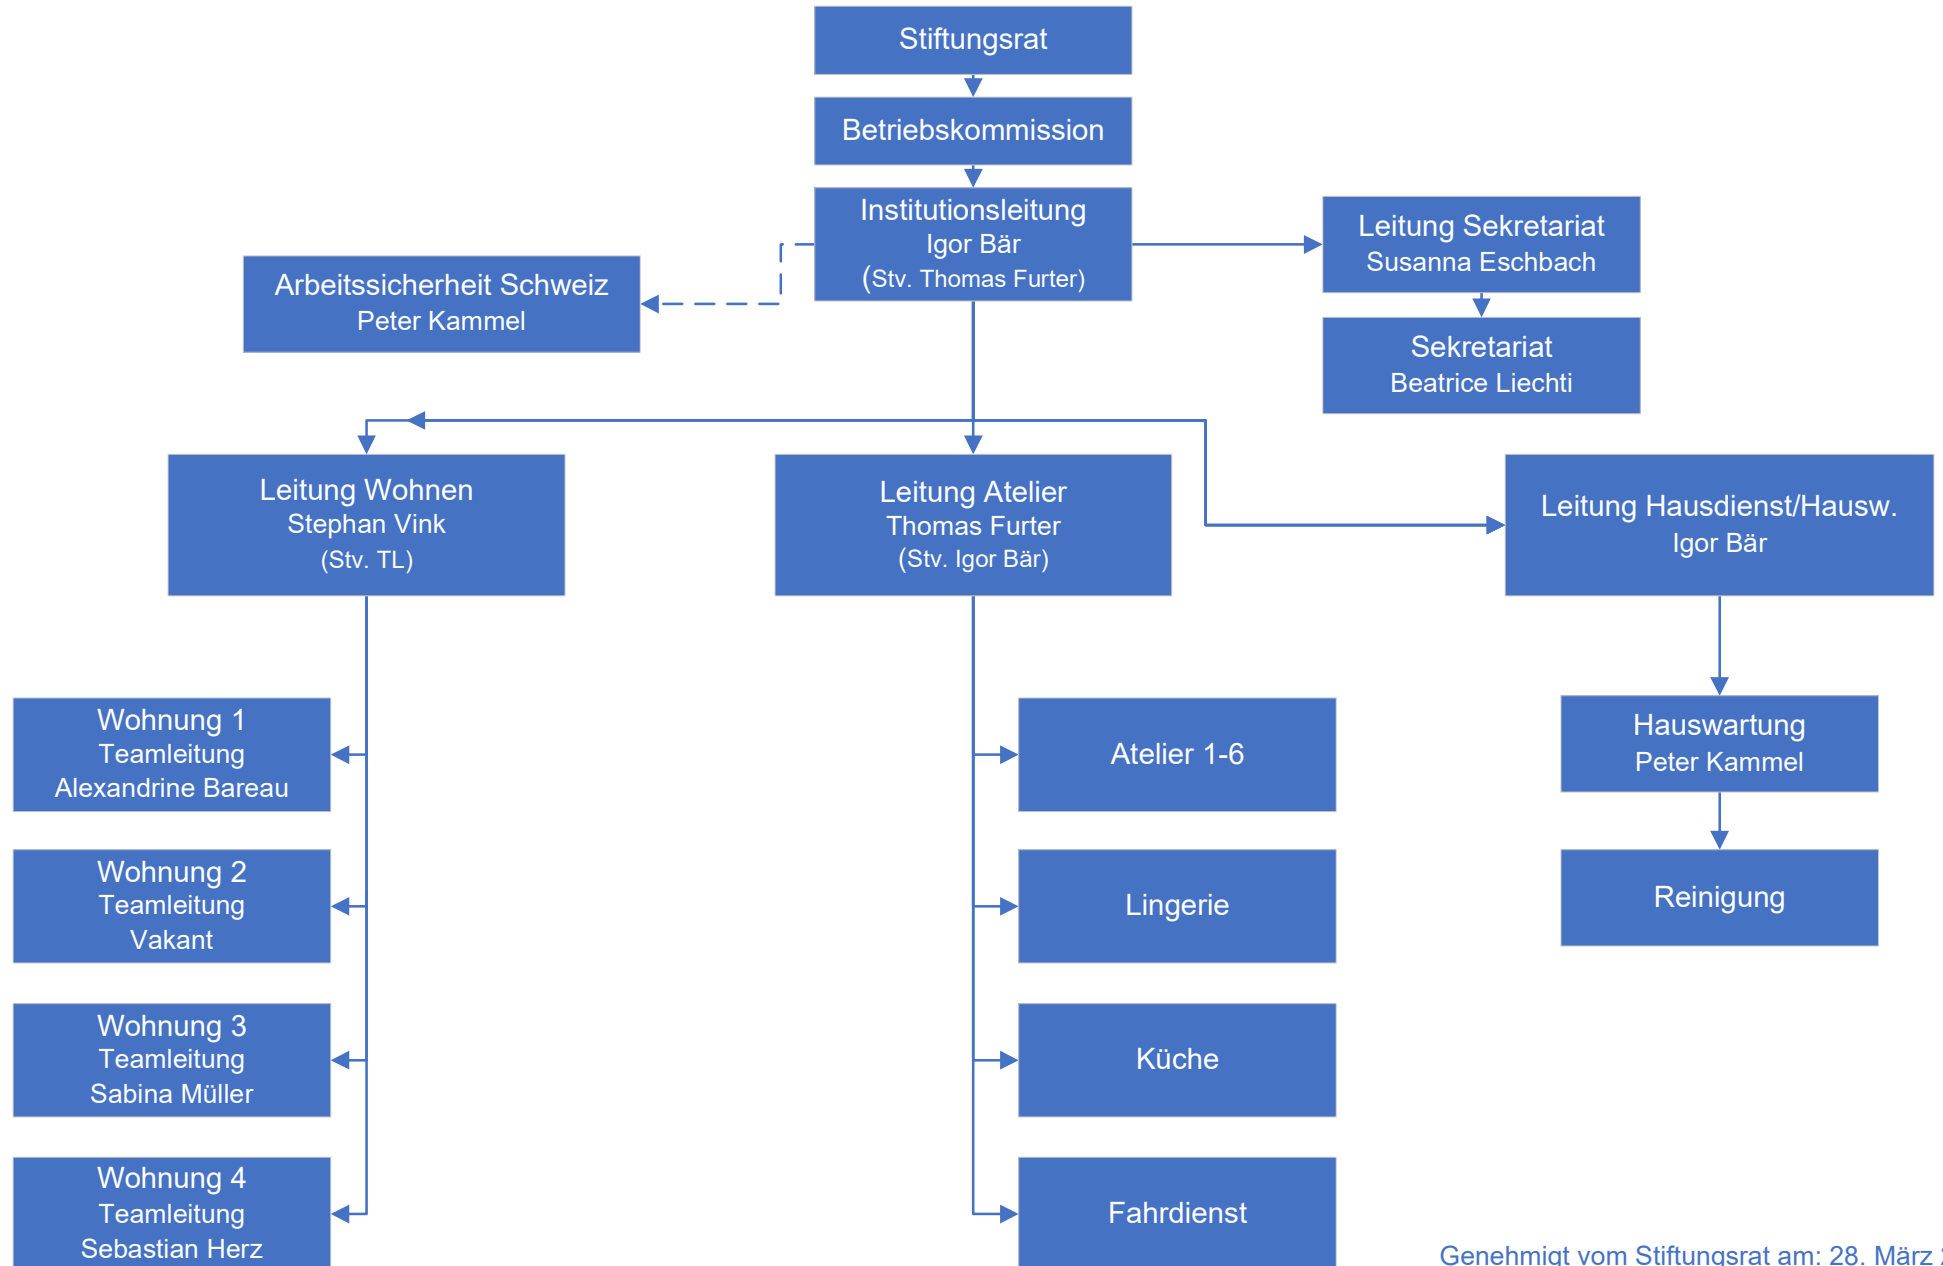 Stiftungsrat
Betriebskommission
Institutionsleitung
Igor Bär
(Stv. Thomas Furter)
Leitung Sekretariat
Susanna Eschbach
Arbeitssicherheit Schweiz
Peter Kammel
Sekretariat
Beatrice Liechti
Leitung Wohnen
Stephan Vink
(Stv. TL)
Leitung Atelier
Thomas Furter
(Stv. Igor Bär)
Leitung Hausdienst/Hausw.
Igor Bär
Wohnung 1
Teamleitung
Alexandrine Bareau
Atelier 1-6
Hauswartung
Peter Kammel
Wohnung 2
Teamleitung
Vakant
Lingerie
Reinigung
Wohnung 3
Teamleitung
Sabina Müller
Küche
Wohnung 4
Teamleitung
Sebastian Herz
Fahrdienst
Genehmigt vom Stiftungsrat am: 28. März